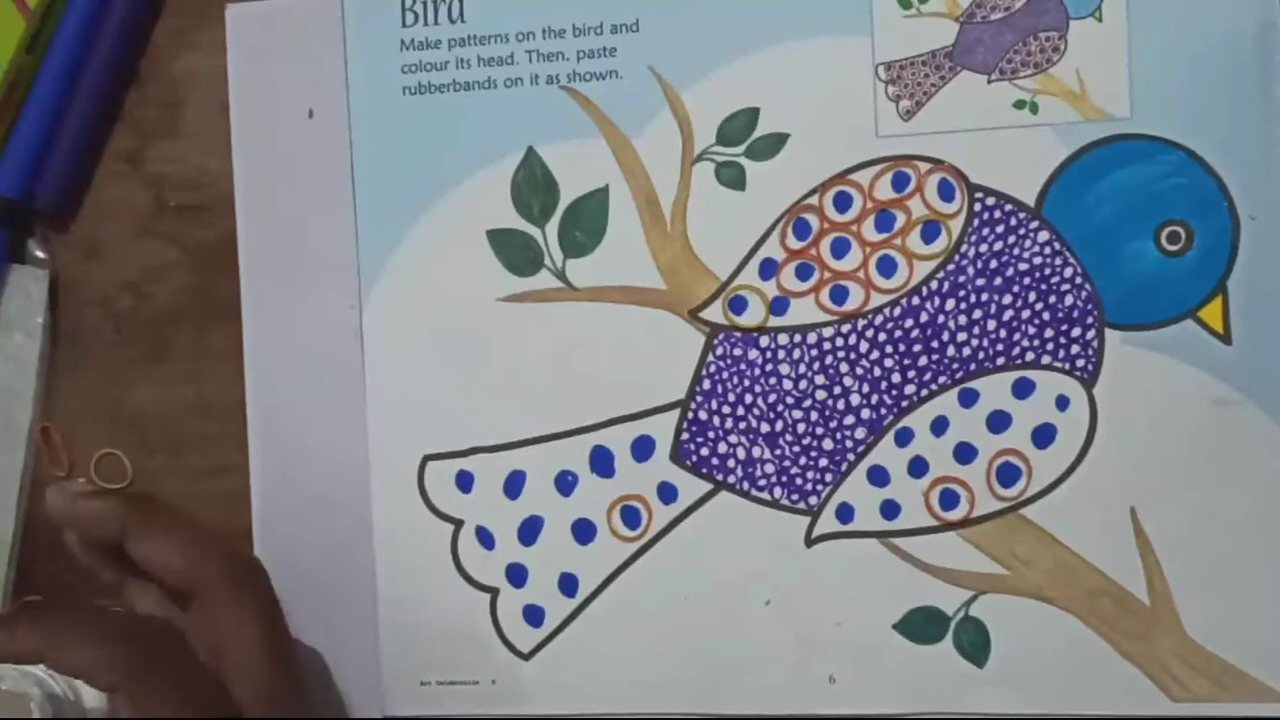 Bird
Make patterns on the bird and
colour its head. Then, paste
rubberbands on it as shown.
6